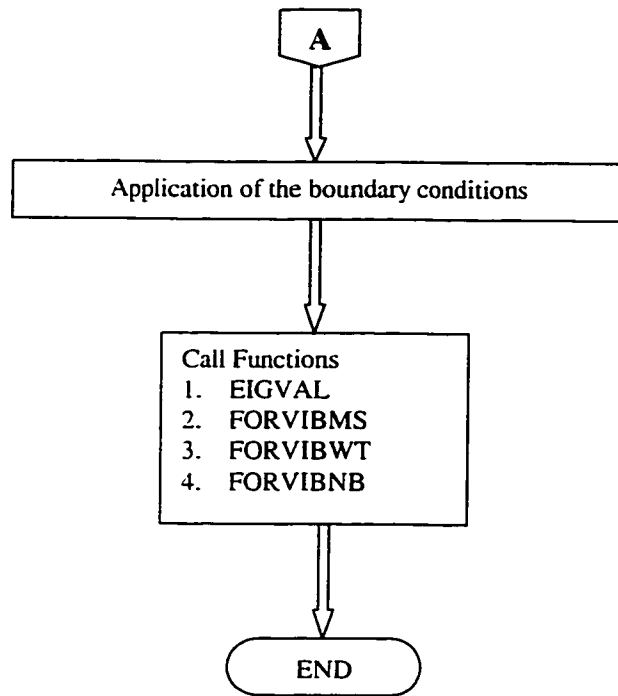 A
Application of the boundary conditions
Call Functions
1. EIGVAL
2. FORVIBMS
3. FORVIBWT
4. FORVIBNB
END